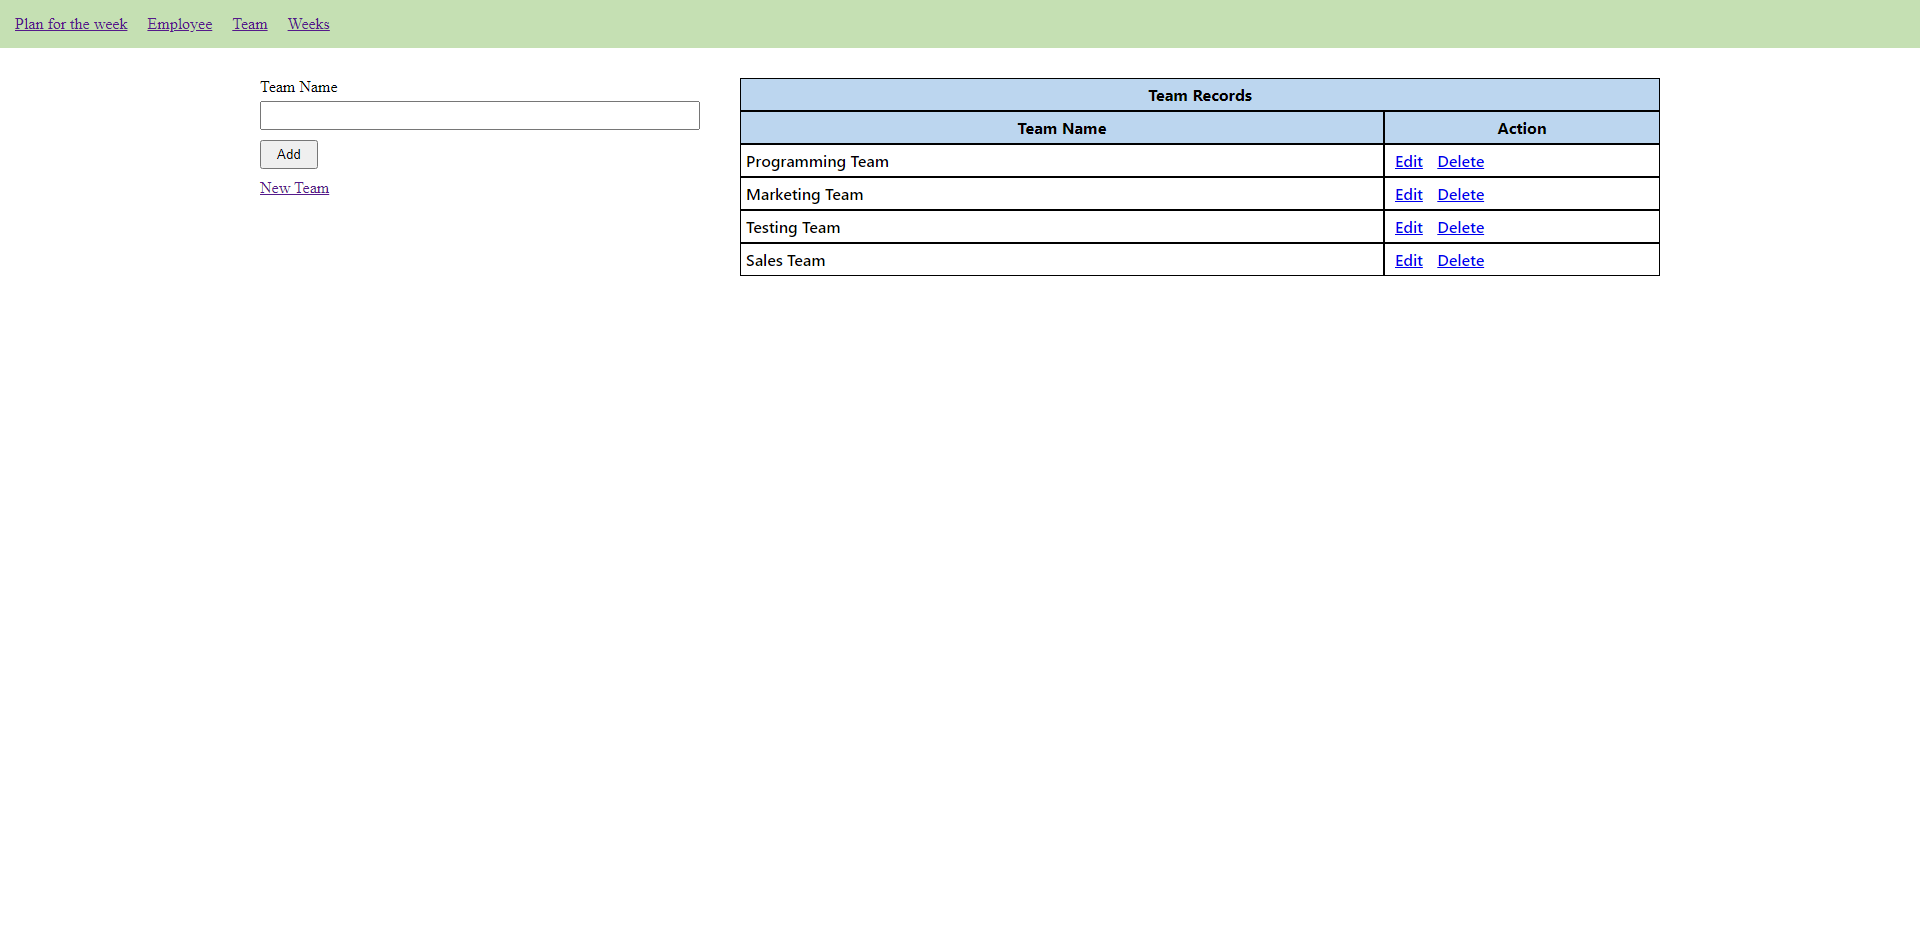 Plan for the week Employee Team Weeks
Team Name
Add
New Team
Team Records
Team Name Action
Programming Team Edit Delete
Marketing Team Edit Delete
Testing Team Edit Delete
Sales Team Edit Delete